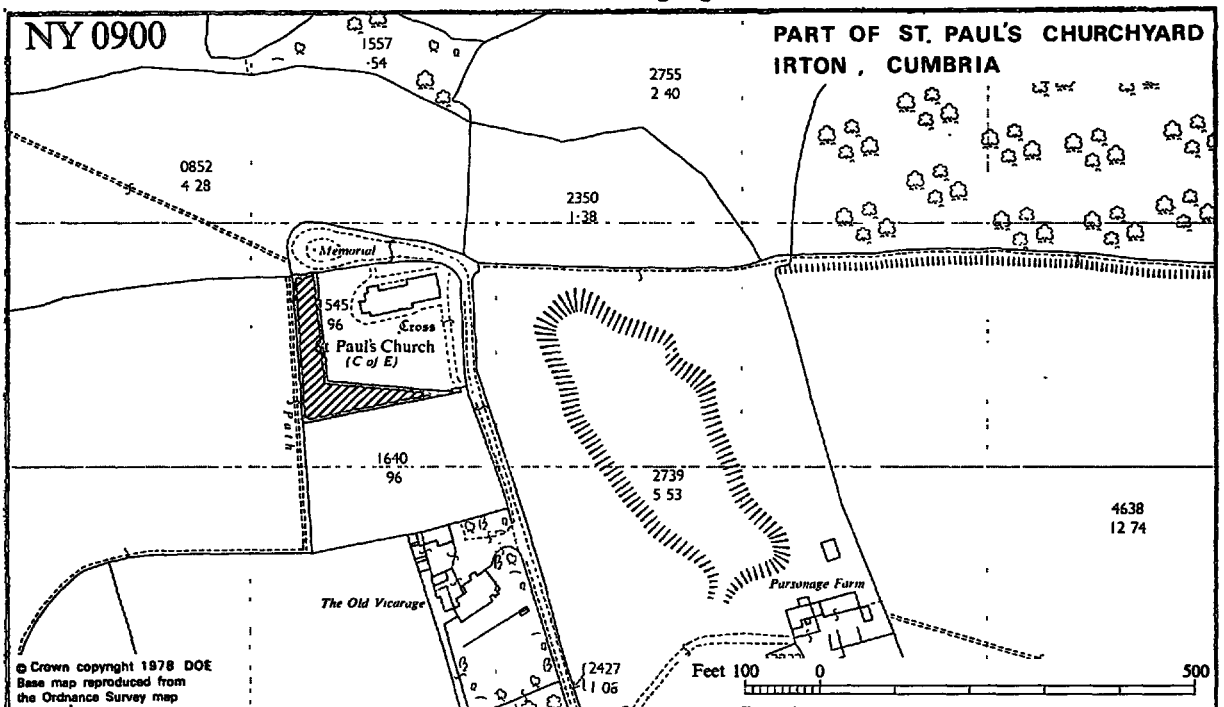 NY 0900
PART OF ST. PAUL'S CHURCHYARD
IRTON , CUMBRIA
1557
·54
2755
2 40
0852
4 28
2350
1·38
Memorial
545
96
Cross
t Paul's Church
(C of E)
path
1640
96
2739
5 53
4638
12 74
The Old Vicarage
Parsonage Farm
2427
1 06
© Crown copyright 1978 DOE
Base map reproduced from
the Ordnance Survey map
Feet 100 0 500